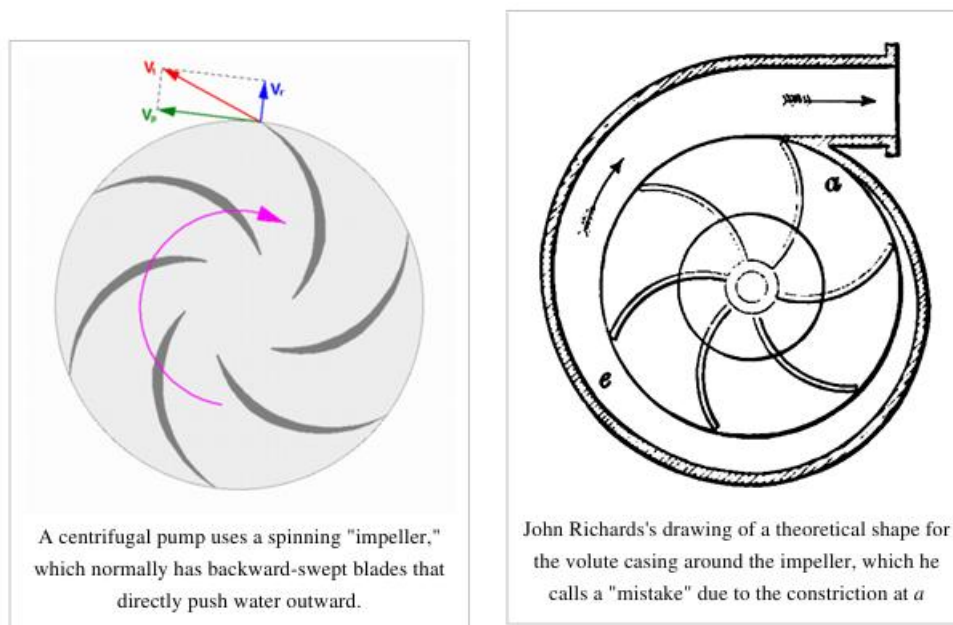 V₁
Vᵣ
Vₚ
A centrifugal pump uses a spinning "impeller,"
which normally has backward-swept blades that
directly push water outward.
a
e
John Richards's drawing of a theoretical shape for
the volute casing around the impeller, which he
calls a "mistake" due to the constriction at a